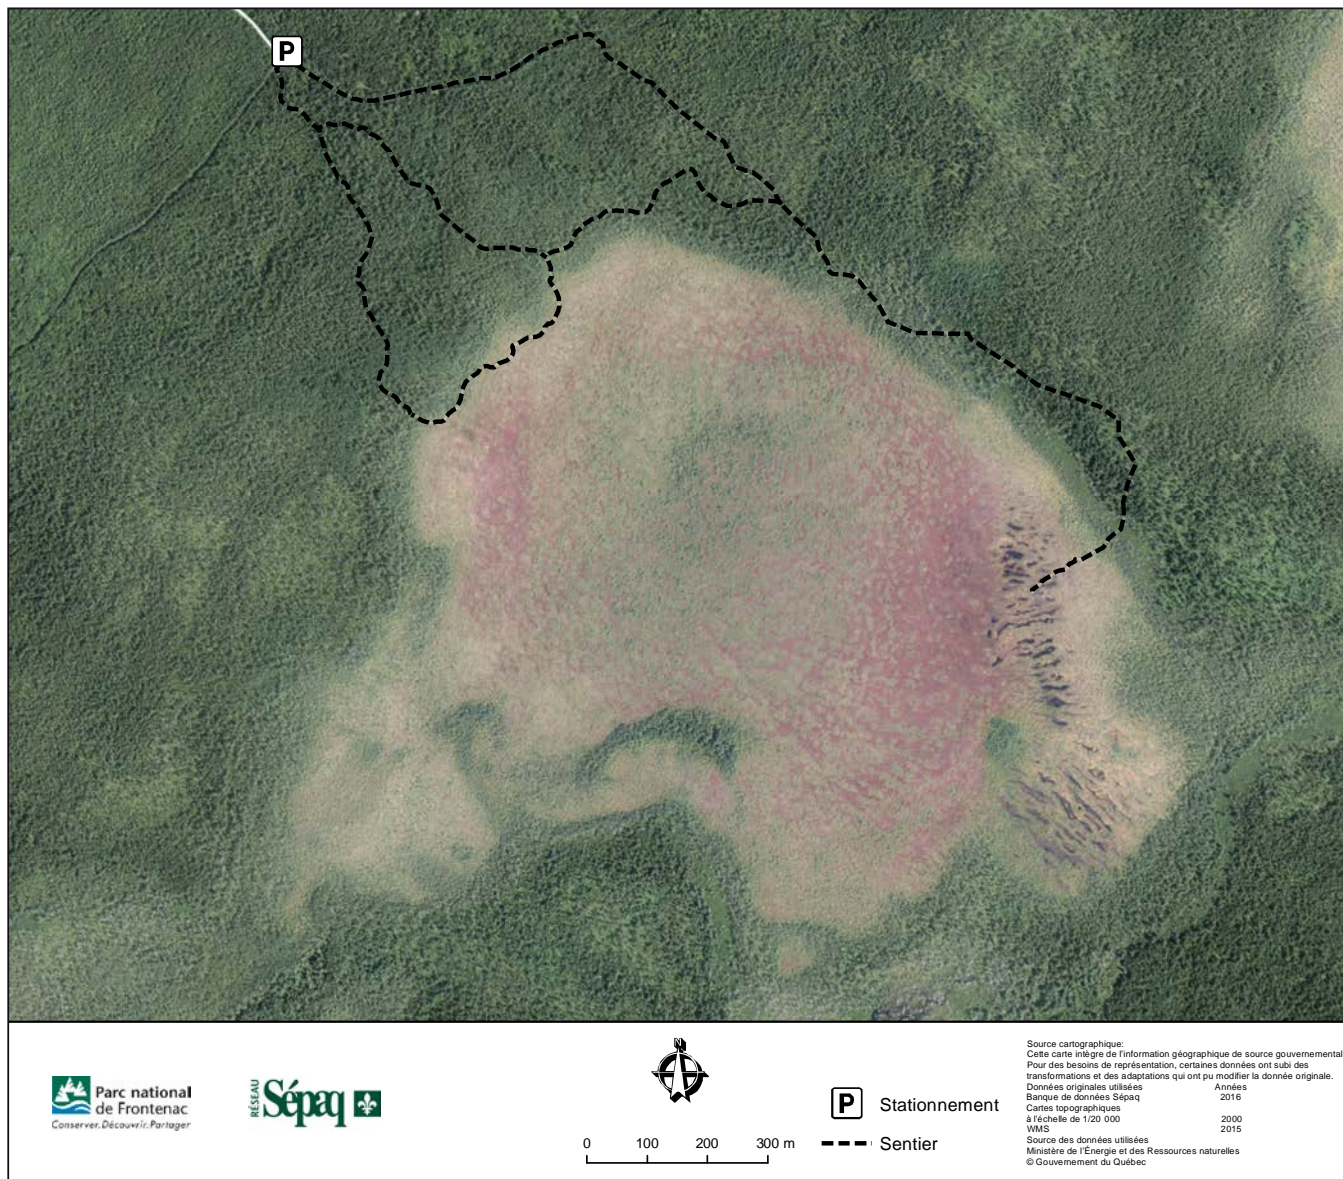 P
Parc national
de Frontenac
Conserver.Découvrir.Partager
RÉSEAU
Sépaq
N
0 100 200 300 m
P Stationnement
Sentier
Source cartographique:
Cette carte intègre de l'information géographique de source gouvernemental
Pour des besoins de représentation, certaines données ont subi des
transformations et des adaptations qui ont pu modifier la donnée originale.
Données originales utilisées Années
Banque de données Sépaq 2016
Cartes topographiques
à l'échelle de 1/20 000 2000
WMS 2015
Source des données utilisées
Ministère de l'Énergie et des Ressources naturelles
© Gouvernement du Québec